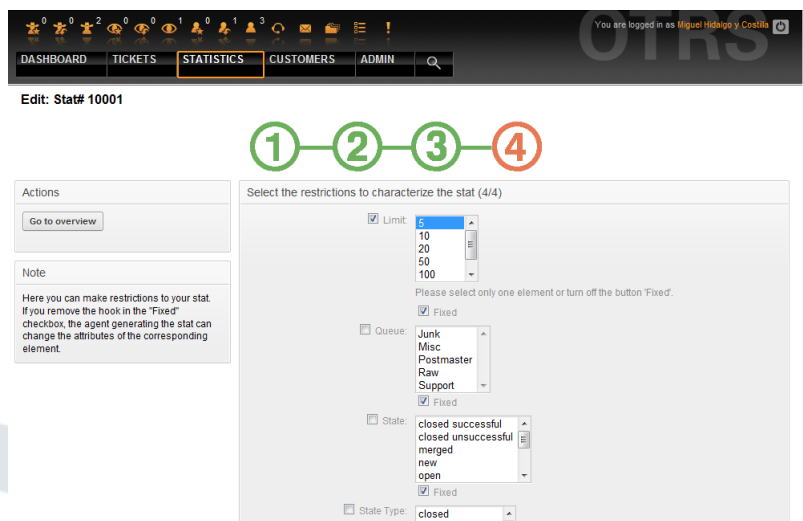 0 0 2 0 0 1 0 1 3
You are logged in as Miguel Hidalgo y Costilla
OTRS
DASHBOARD TICKETS STATISTICS CUSTOMERS ADMIN
Edit: Stat# 10001
1 2 3 4
Actions
Go to overview
Note
Here you can make restrictions to your stat.
If you remove the hook in the "Fixed"
checkbox, the agent generating the stat can
change the attributes of the corresponding
element.
Select the restrictions to characterize the stat (4/4)
Limit:
5
10
20
50
100
Please select only one element or turn off the button 'Fixed'.
Fixed
Queue:
Junk
Misc
Postmaster
Raw
Support
Fixed
State:
closed successful
closed unsuccessful
merged
new
open
Fixed
State Type:
closed